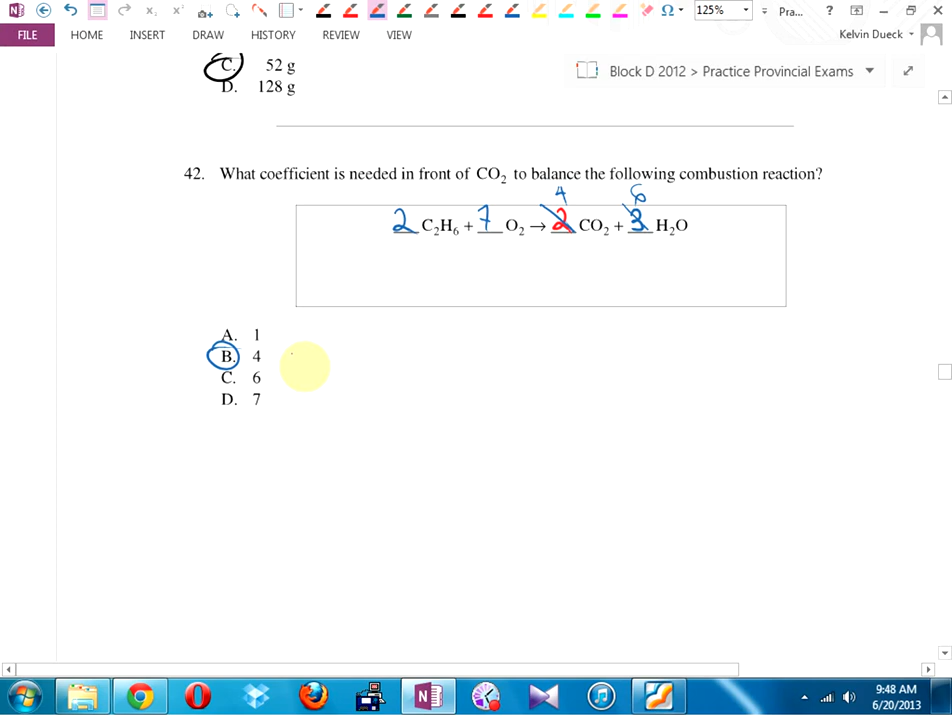 125% Pra... ?
FILE HOME INSERT DRAW HISTORY REVIEW VIEW Kelvin Dueck
C. 52 g
Block D 2012 > Practice Provincial Exams
D. 128 g
42. What coefficient is needed in front of CO₂ to balance the following combustion reaction?
4 6
2 C₂H₆ + 7 O₂ → 2 CO₂ + 3 H₂O
A. 1
B. 4
C. 6
D. 7
9:48 AM
6/20/2013